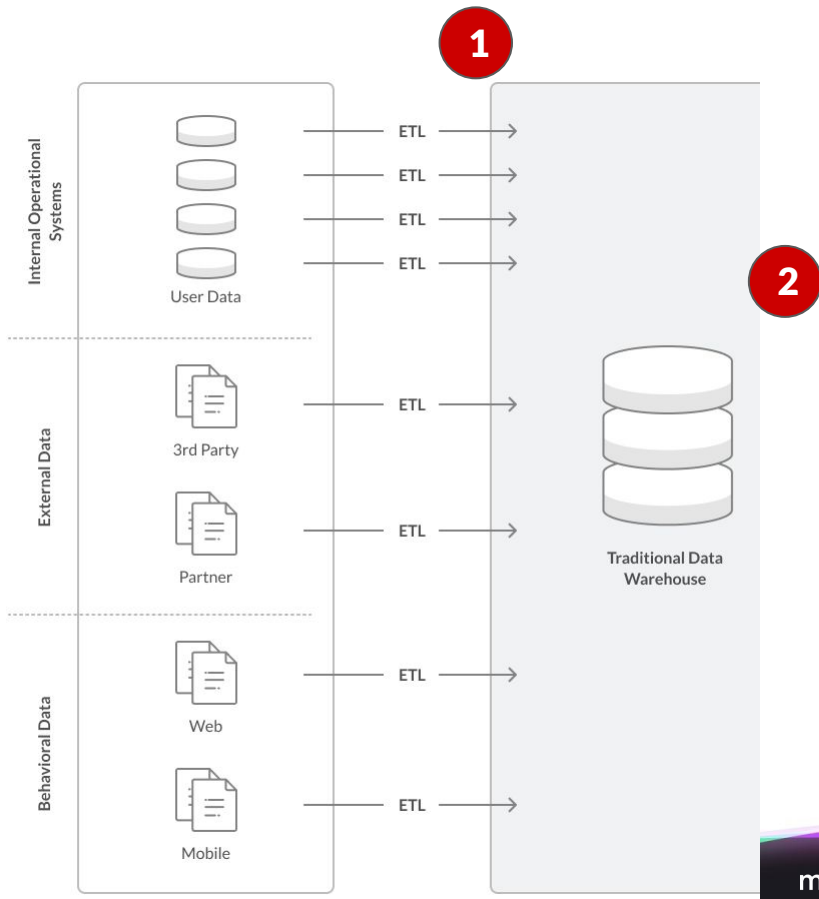 1
Internal Operational
Systems
ETL
ETL
ETL
ETL
User Data
2
External Data
3rd Party
ETL
Partner
ETL
Traditional Data
Warehouse
Behavioral Data
Web
ETL
Mobile
ETL
m